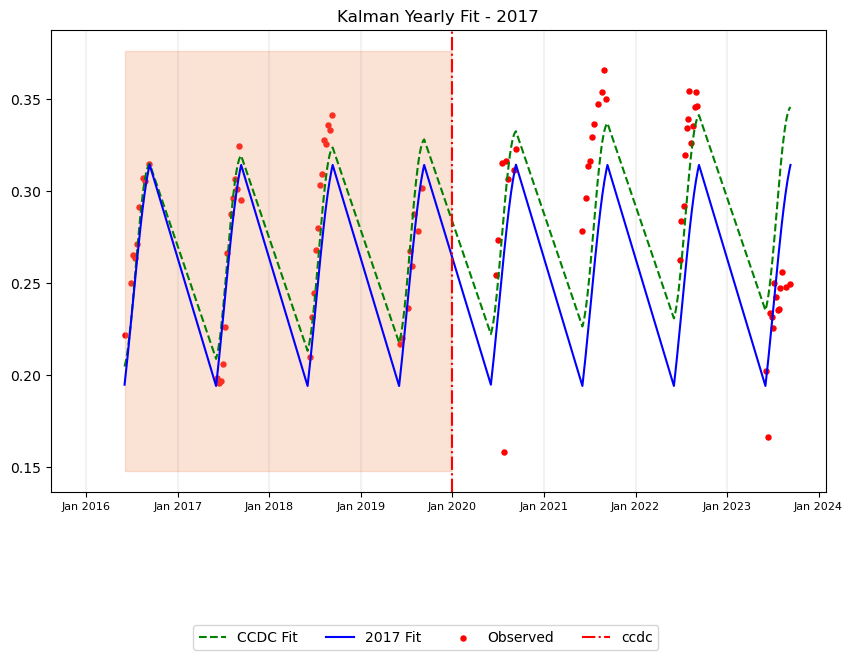 Kalman Yearly Fit - 2017
0.35
0.30
0.25
0.20
0.15
Jan 2016 Jan 2017 Jan 2018 Jan 2019 Jan 2020 Jan 2021 Jan 2022 Jan 2023 Jan 2024
CCDC Fit 2017 Fit Observed ccdc